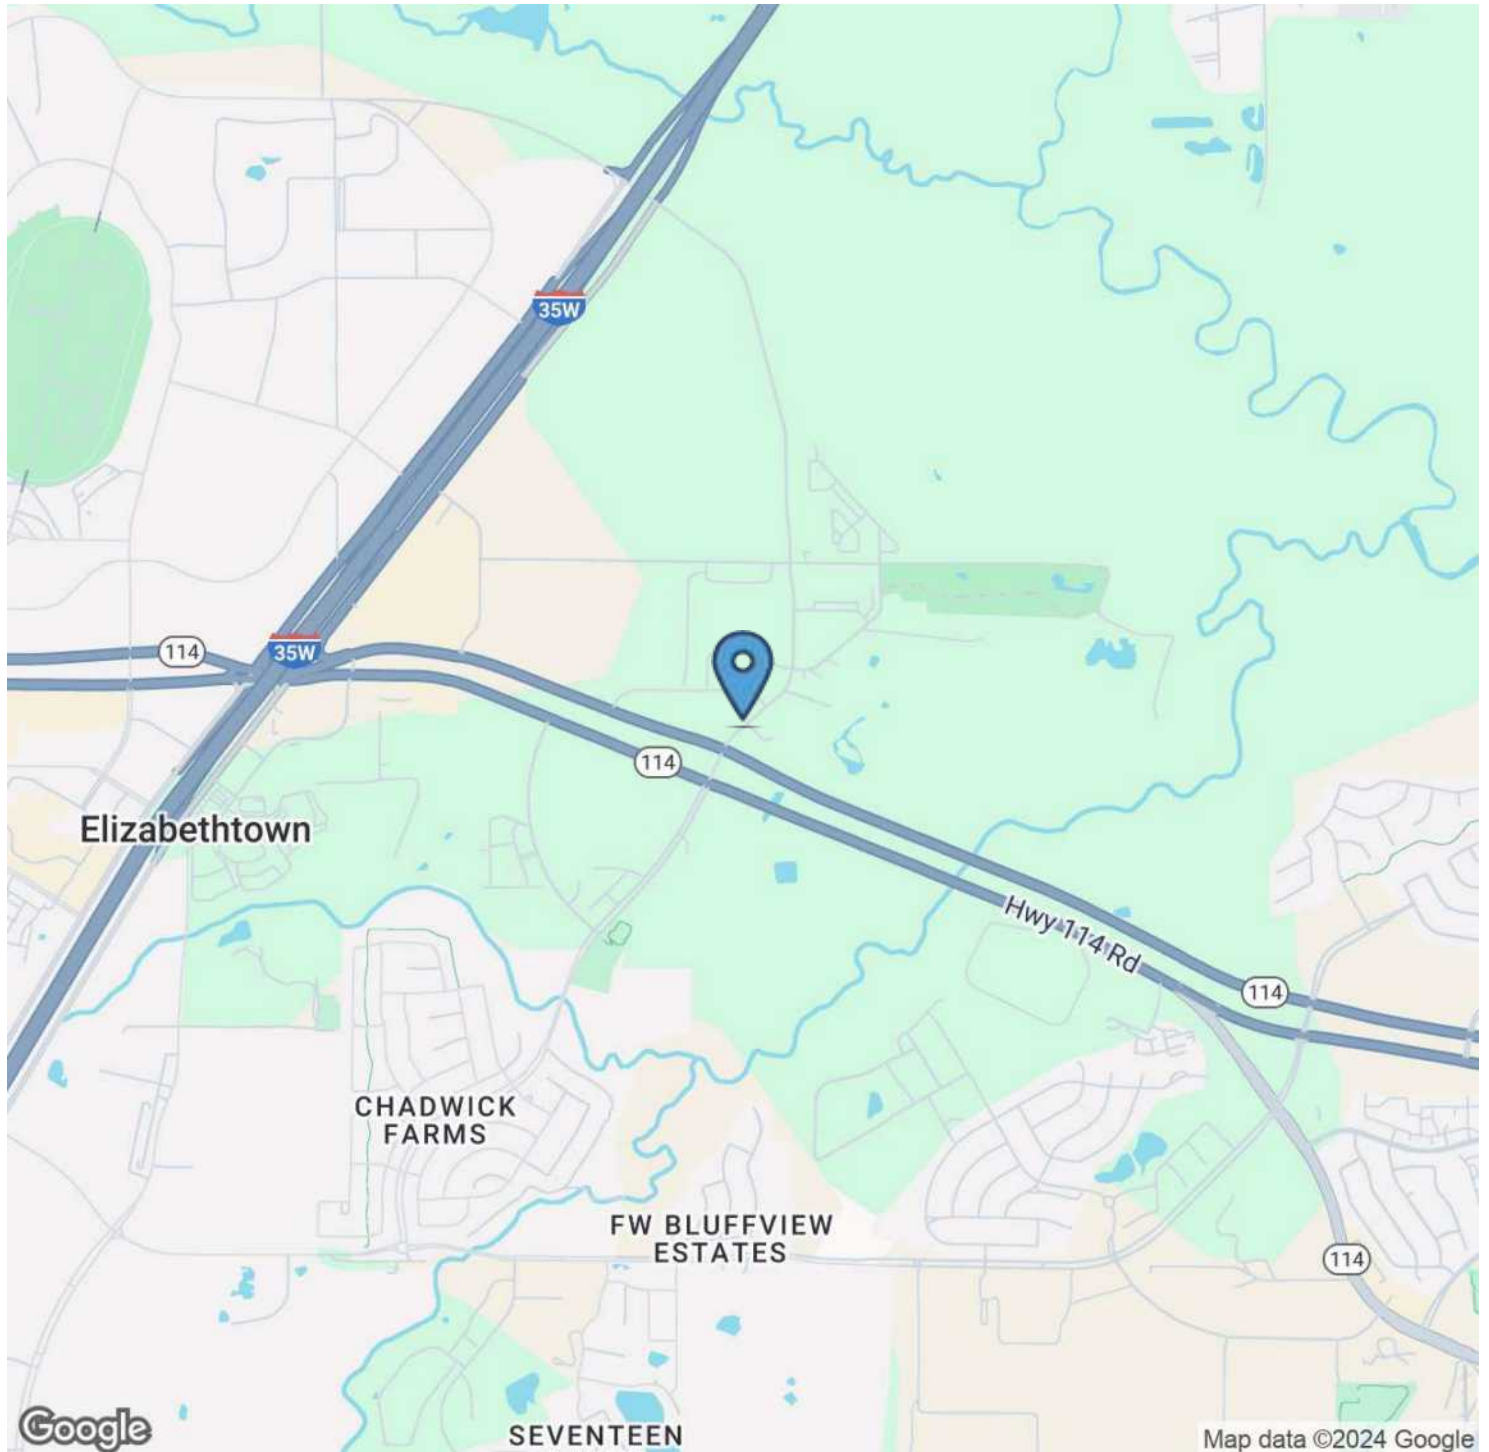 35W
114
35W
114
Elizabethtown
Hwy 114 Rd
114
CHADWICK
FARMS
FW BLUFFVIEW
ESTATES
114
SEVENTEEN
Google
Map data ©2024 Google